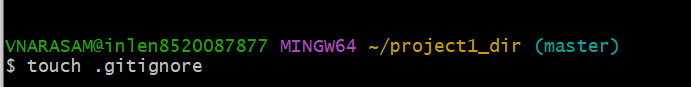 VNARASAM@inlen8520087877 MINGW64 ~/project1_dir (master)
$ touch .gitignore